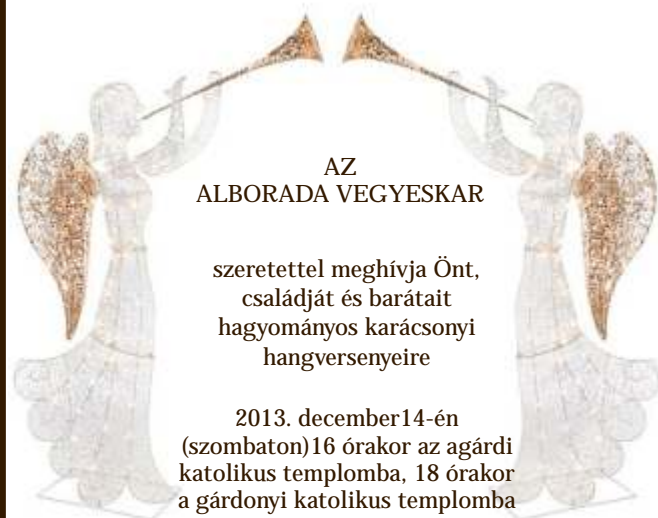 AZ
ALBORADA VEGYESKAR
szeretettel meghívja Önt,
családját és barátait
hagyományos karácsonyi
hangversenyeire
2013. december14-én
(szombaton)16 órakor az agárdi
katolikus templomba, 18 órakor
a gárdonyi katolikus templomba